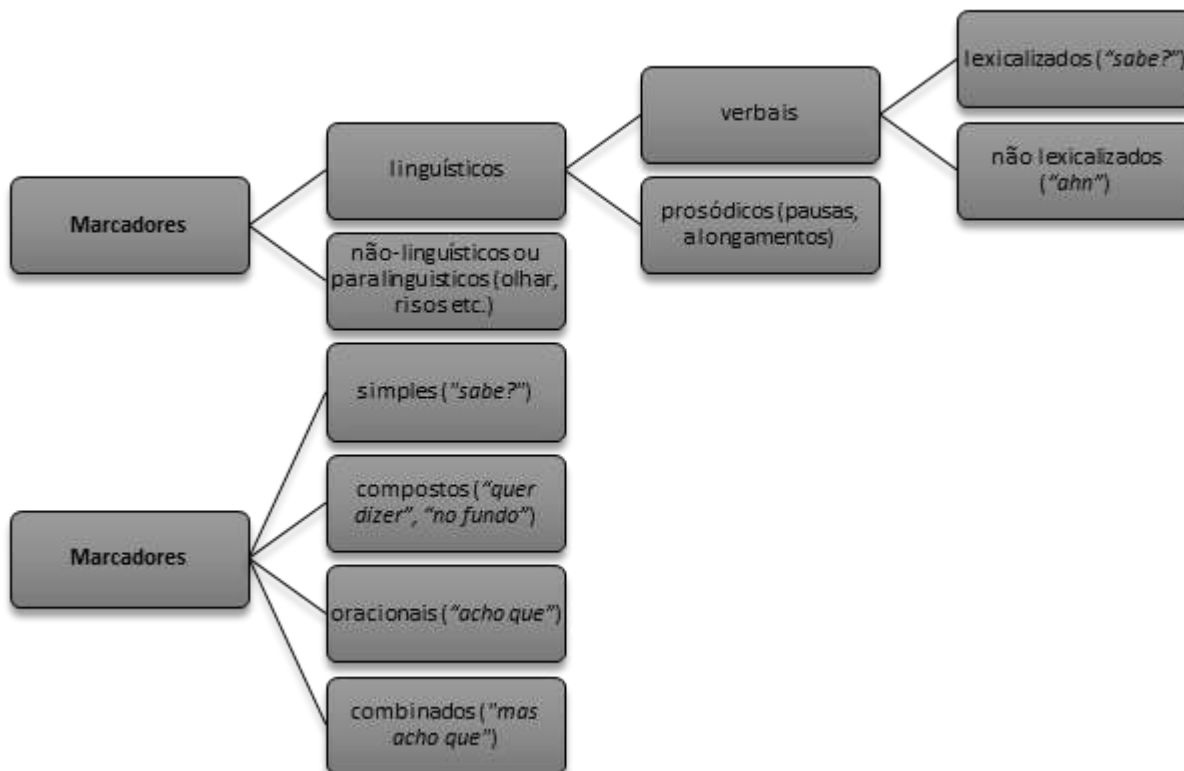 Marcadores
linguísticos
verbais
lexicalizados ("sabe?")
não lexicalizados
("ahn")
prosódicos (pausas,
alongamentos)
não-linguísticos ou
paralinguisticos (olhar,
risos etc.)
Marcadores
simples ("sabe?")
compostos ("quer
dizer", "no fundo")
oracionais ("acho que")
combinados ("mas
acho que")